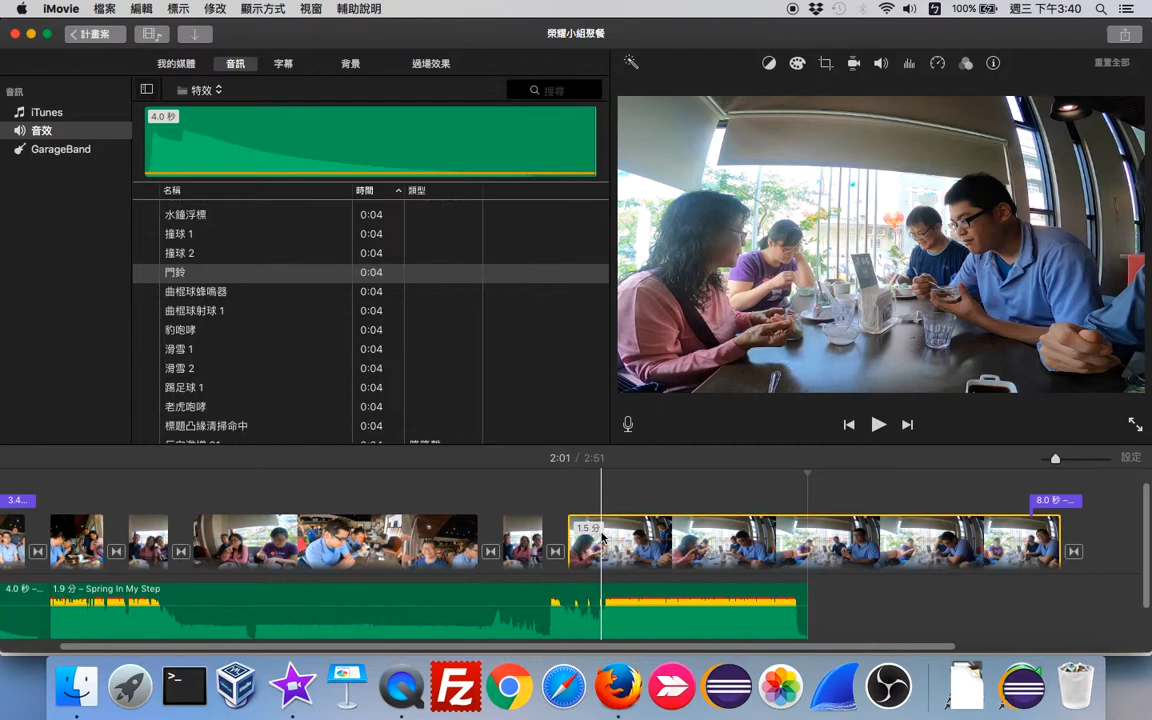 iMovie 檔案 編輯 標示 修改 顯示方式 視窗 輔助說明 100% 週三 下午3:40
計畫案 榮耀小組聚餐
我的媒體 音訊 字幕 背景 過場效果 重置全部
音訊 特效 搜尋
iTunes
音效
GarageBand
4.0 秒
名稱 時間 類型
水鐘浮標 0:04
撞球 1 0:04
撞球 2 0:04
門鈴 0:04
曲棍球蜂鳴器 0:04
曲棍球射球 1 0:04
豹咆哮 0:04
滑雪 1 0:04
滑雪 2 0:04
踢足球 1 0:04
老虎咆哮 0:04
標題凸緣清掃命中 0:04
2:01 / 2:51 設定
3.4... 8.0 秒 –...
1.5 分
4.0 秒 –... 1.9 分 – Spring In My Step